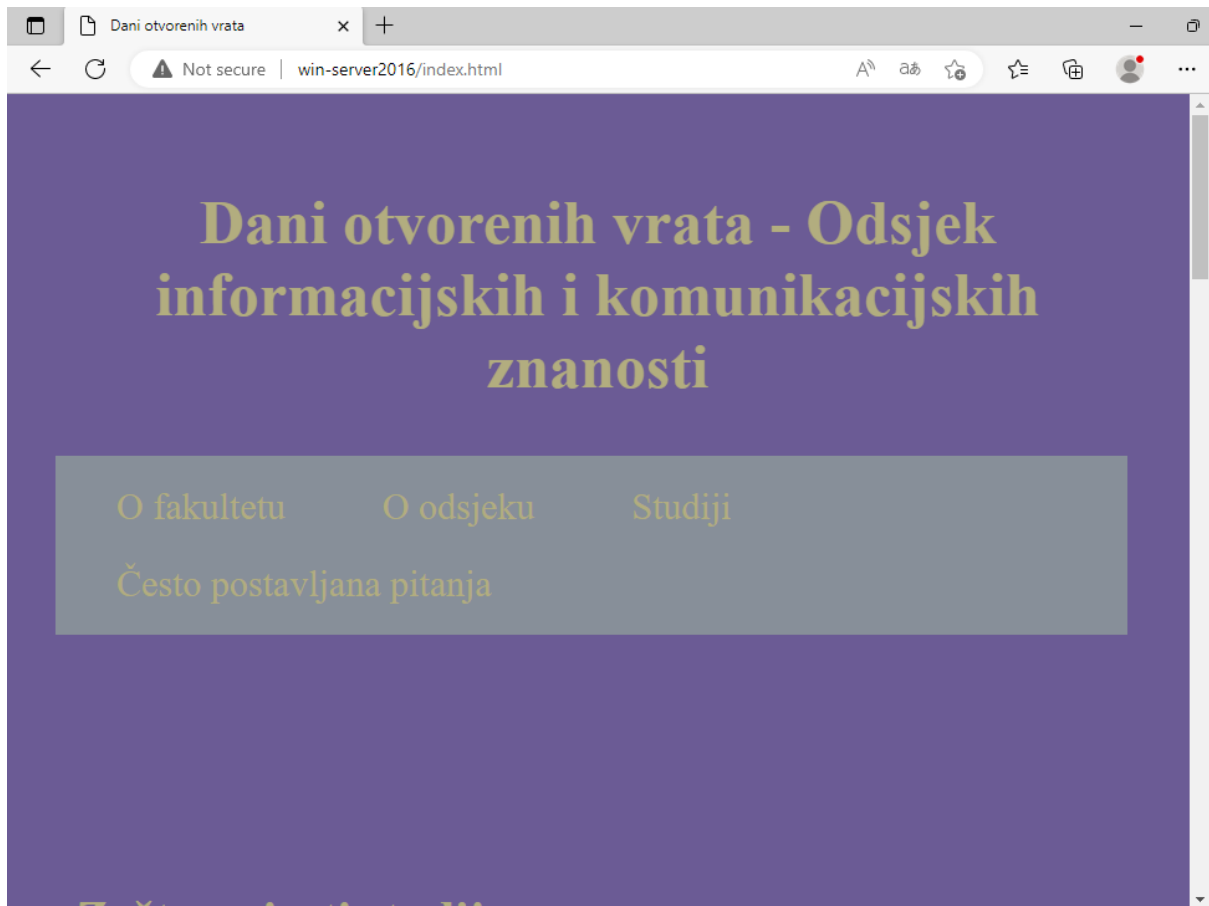 Dani otvorenih vrata
Not secure | win-server2016/index.html
Dani otvorenih vrata - Odsjek
informacijskih i komunikacijskih
znanosti
O fakultetu O odsjeku Studiji
Često postavljana pitanja